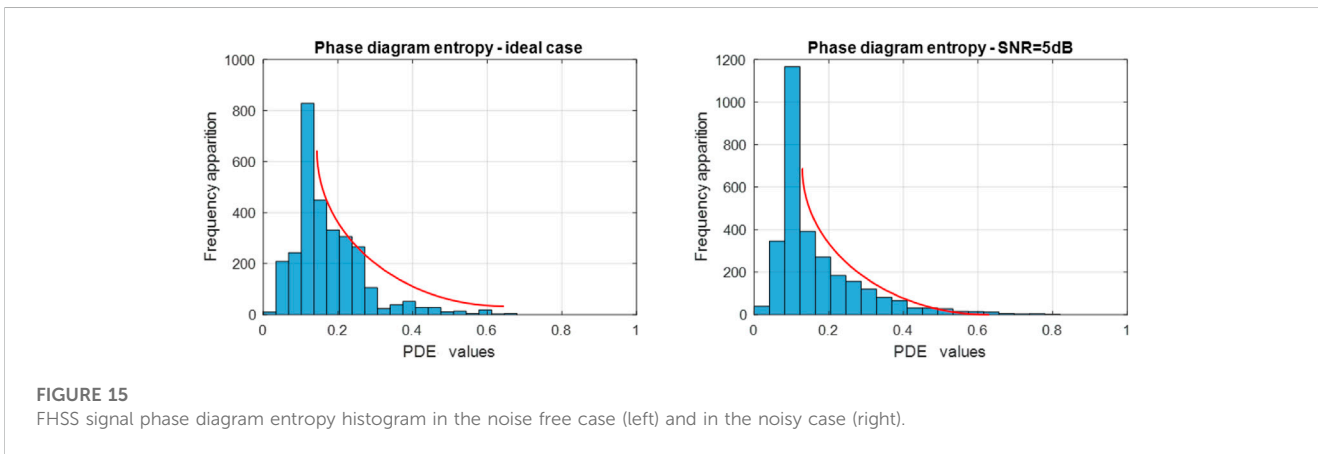 Phase diagram entropy - ideal case
1000
800
600
400
200
0
Frequency apparition
0 0.2 0.4 0.6 0.8 1
PDE values
Phase diagram entropy - SNR=5dB
1200
1000
800
600
400
200
0
Frequency apparition
0 0.2 0.4 0.6 0.8 1
PDE values
FIGURE 15
FHSS signal phase diagram entropy histogram in the noise free case (left) and in the noisy case (right).